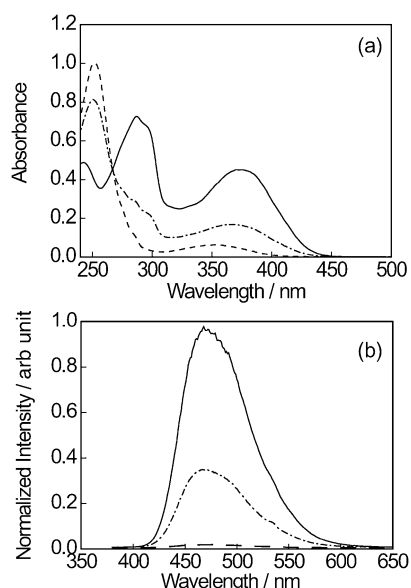 1.2
(a)
1.0
0.8
Absorbance
0.6
0.4
0.2
0.0
250 300 350 400 450 500
Wavelength / nm
1.0
(b)
0.8
Normalized Intensity / arb unit
0.6
0.4
0.2
0.0
350 400 450 500 550 600 650
Wavelength / nm